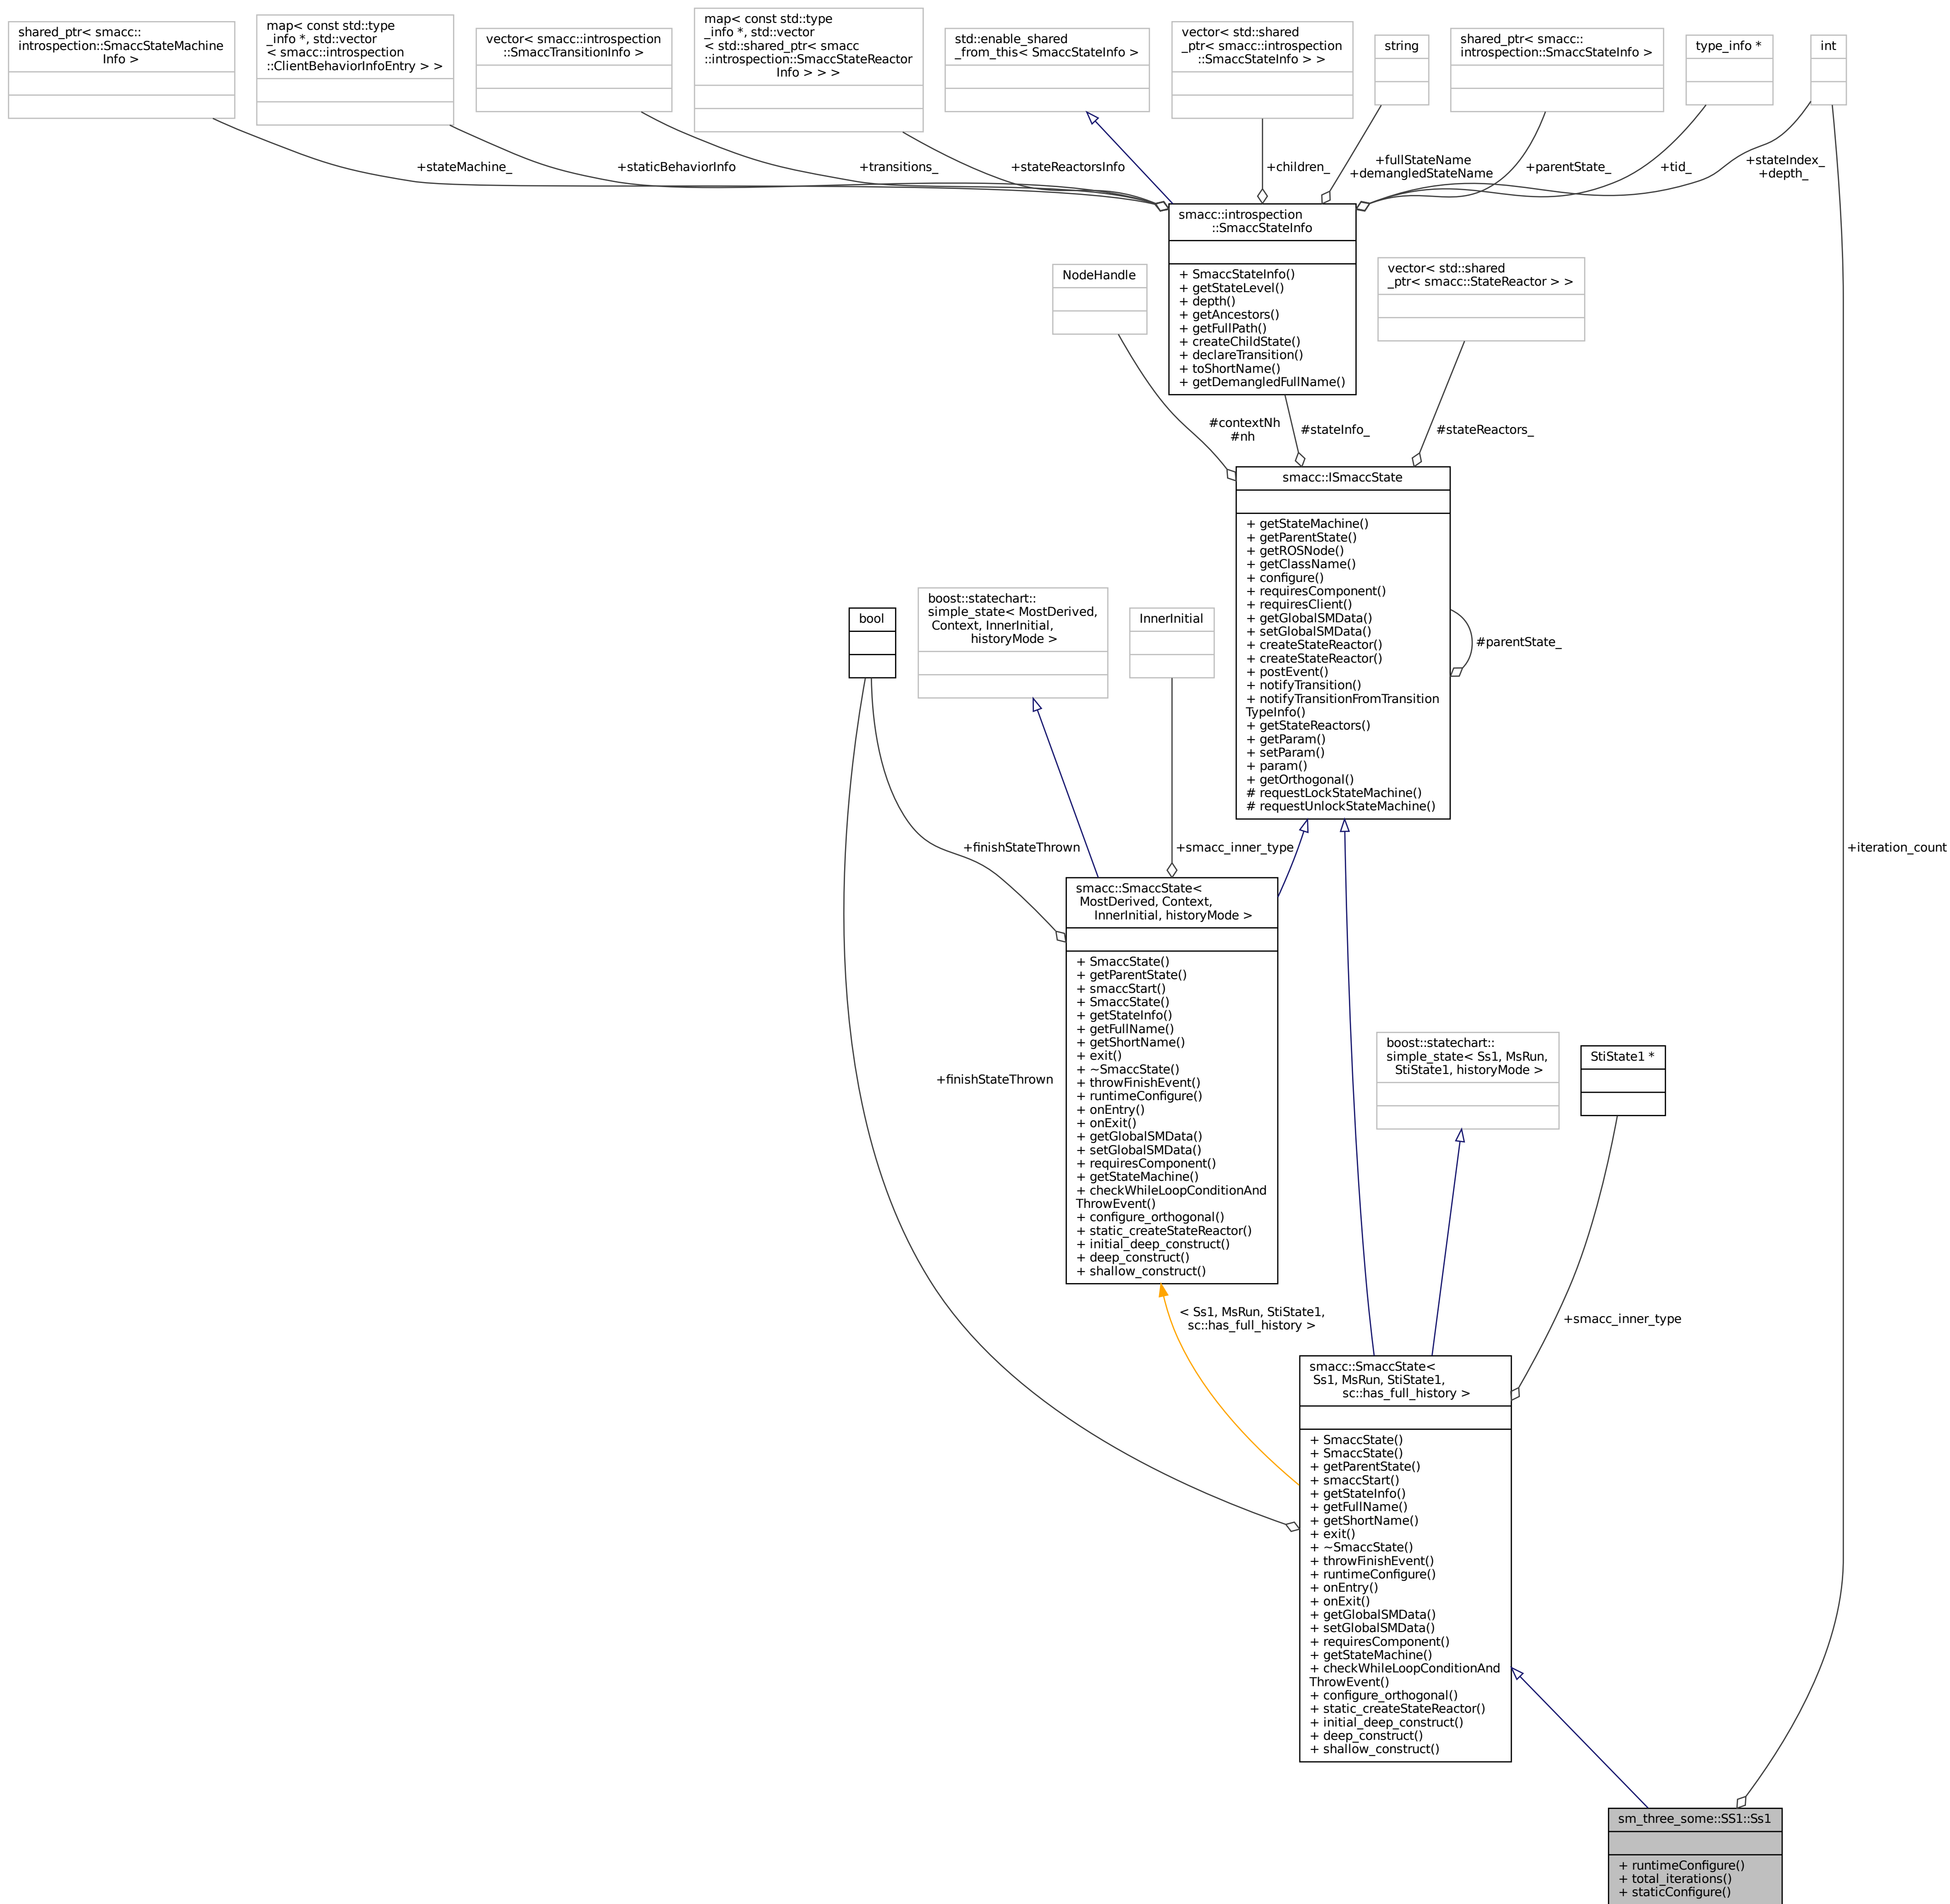 shared_ptr< smacc::
introspection::SmaccStateMachine
Info >
map< const std::type
_info *, std::vector
< smacc::introspection
::ClientBehaviorInfoEntry > >
vector< smacc::introspection
::SmaccTransitionInfo >
map< const std::type
_info *, std::vector
< std::shared_ptr< smacc
::introspection::SmaccStateReactor
Info > > >
std::enable_shared
_from_this< SmaccStateInfo >
vector< std::shared
_ptr< smacc::introspection
::SmaccStateInfo > >
string
shared_ptr< smacc::
introspection::SmaccStateInfo >
type_info *
int
+stateMachine_
+staticBehaviorInfo
+transitions_
+stateReactorsInfo
+children_
+fullStateName
+demangledStateName
+parentState_
+tid_
+stateIndex_
+depth_
smacc::introspection
::SmaccStateInfo
+ SmaccStateInfo()
+ getStateLevel()
+ depth()
+ getAncestors()
+ getFullPath()
+ createChildState()
+ declareTransition()
+ toShortName()
+ getDemangledFullName()
NodeHandle
vector< std::shared
_ptr< smacc::StateReactor > >
#contextNh
#nh
#stateInfo_
#stateReactors_
smacc::ISmaccState
+ getStateMachine()
+ getParentState()
+ getROSNode()
+ getClassName()
+ configure()
+ requiresComponent()
+ requiresClient()
+ getGlobalSMData()
+ setGlobalSMData()
+ createStateReactor()
+ createStateReactor()
+ postEvent()
+ notifyTransition()
+ notifyTransitionFromTransition
TypeInfo()
+ getStateReactors()
+ getParam()
+ setParam()
+ param()
+ getOrthogonal()
# requestLockStateMachine()
# requestUnlockStateMachine()
#parentState_
bool
boost::statechart::
simple_state< MostDerived,
Context, InnerInitial,
historyMode >
InnerInitial
+finishStateThrown
+smacc_inner_type
+iteration_count
smacc::SmaccState<
MostDerived, Context,
InnerInitial, historyMode >
+ SmaccState()
+ getParentState()
+ smaccStart()
+ SmaccState()
+ getStateInfo()
+ getFullName()
+ getShortName()
+ exit()
+ ~SmaccState()
+ throwFinishEvent()
+ runtimeConfigure()
+ onEntry()
+ onExit()
+ getGlobalSMData()
+ setGlobalSMData()
+ requiresComponent()
+ getStateMachine()
+ checkWhileLoopConditionAnd
ThrowEvent()
+ configure_orthogonal()
+ static_createStateReactor()
+ initial_deep_construct()
+ deep_construct()
+ shallow_construct()
+finishStateThrown
boost::statechart::
simple_state< Ss1, MsRun,
StiState1, historyMode >
StiState1 *
< Ss1, MsRun, StiState1,
sc::has_full_history >
+smacc_inner_type
smacc::SmaccState<
Ss1, MsRun, StiState1,
sc::has_full_history >
+ SmaccState()
+ SmaccState()
+ getParentState()
+ smaccStart()
+ getStateInfo()
+ getFullName()
+ getShortName()
+ exit()
+ ~SmaccState()
+ throwFinishEvent()
+ runtimeConfigure()
+ onEntry()
+ onExit()
+ getGlobalSMData()
+ setGlobalSMData()
+ requiresComponent()
+ getStateMachine()
+ checkWhileLoopConditionAnd
ThrowEvent()
+ configure_orthogonal()
+ static_createStateReactor()
+ initial_deep_construct()
+ deep_construct()
+ shallow_construct()
sm_three_some::SS1::Ss1
+ runtimeConfigure()
+ total_iterations()
+ staticConfigure()